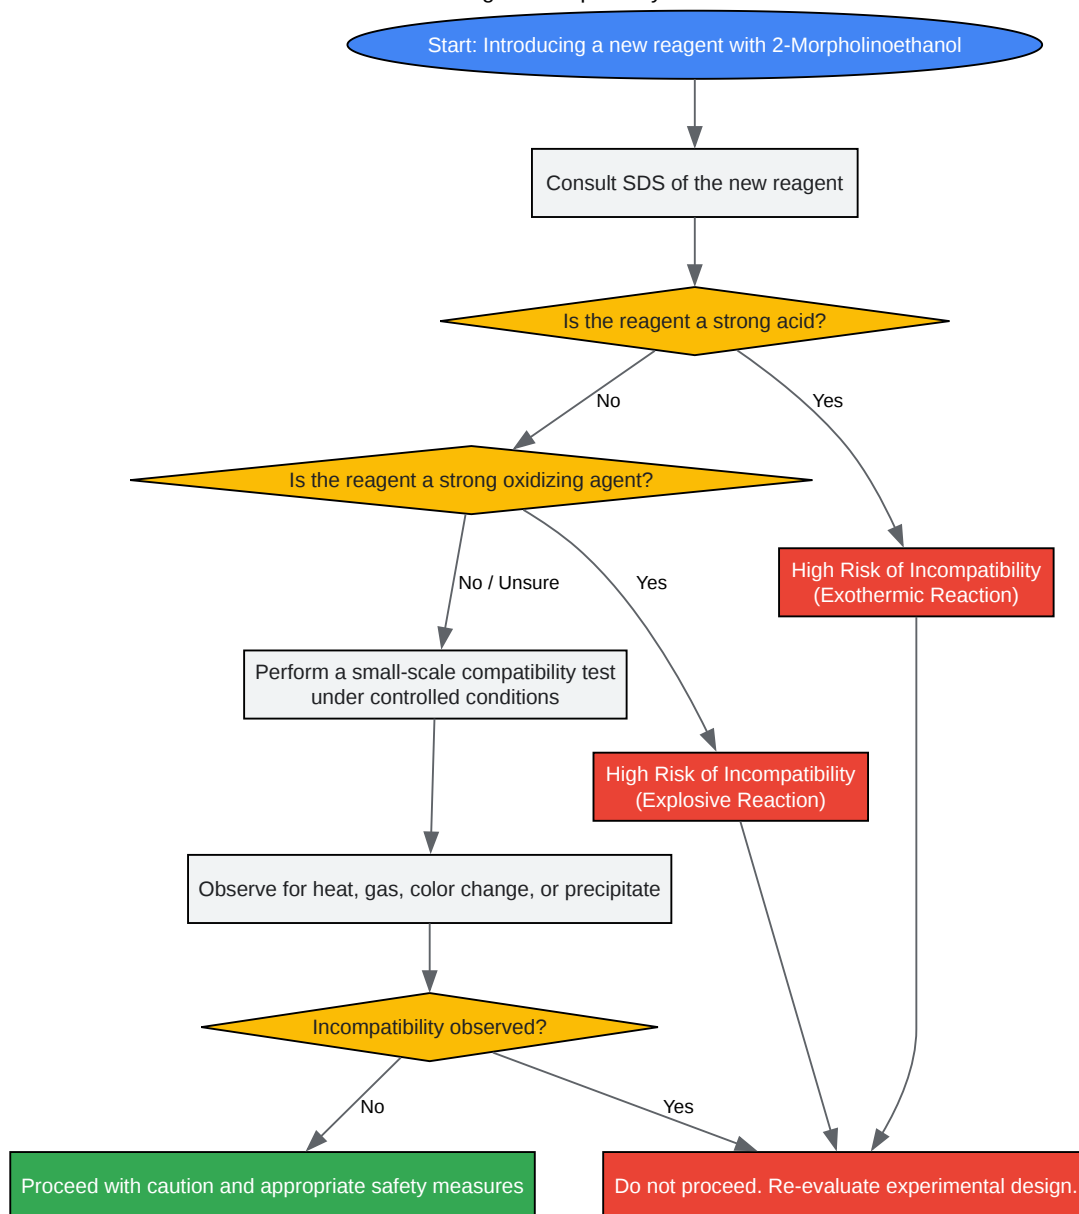 Start: Introducing a new reagent with 2-Morpholinoethanol
Consult SDS of the new reagent
Is the reagent a strong acid?
No
Yes
Is the reagent a strong oxidizing agent?
High Risk of Incompatibility
(Exothermic Reaction)
No / Unsure
Yes
Perform a small-scale compatibility test
under controlled conditions
High Risk of Incompatibility
(Explosive Reaction)
Observe for heat, gas, color change, or precipitate
Incompatibility observed?
No
Yes
Proceed with caution and appropriate safety measures
Do not proceed. Re-evaluate experimental design.